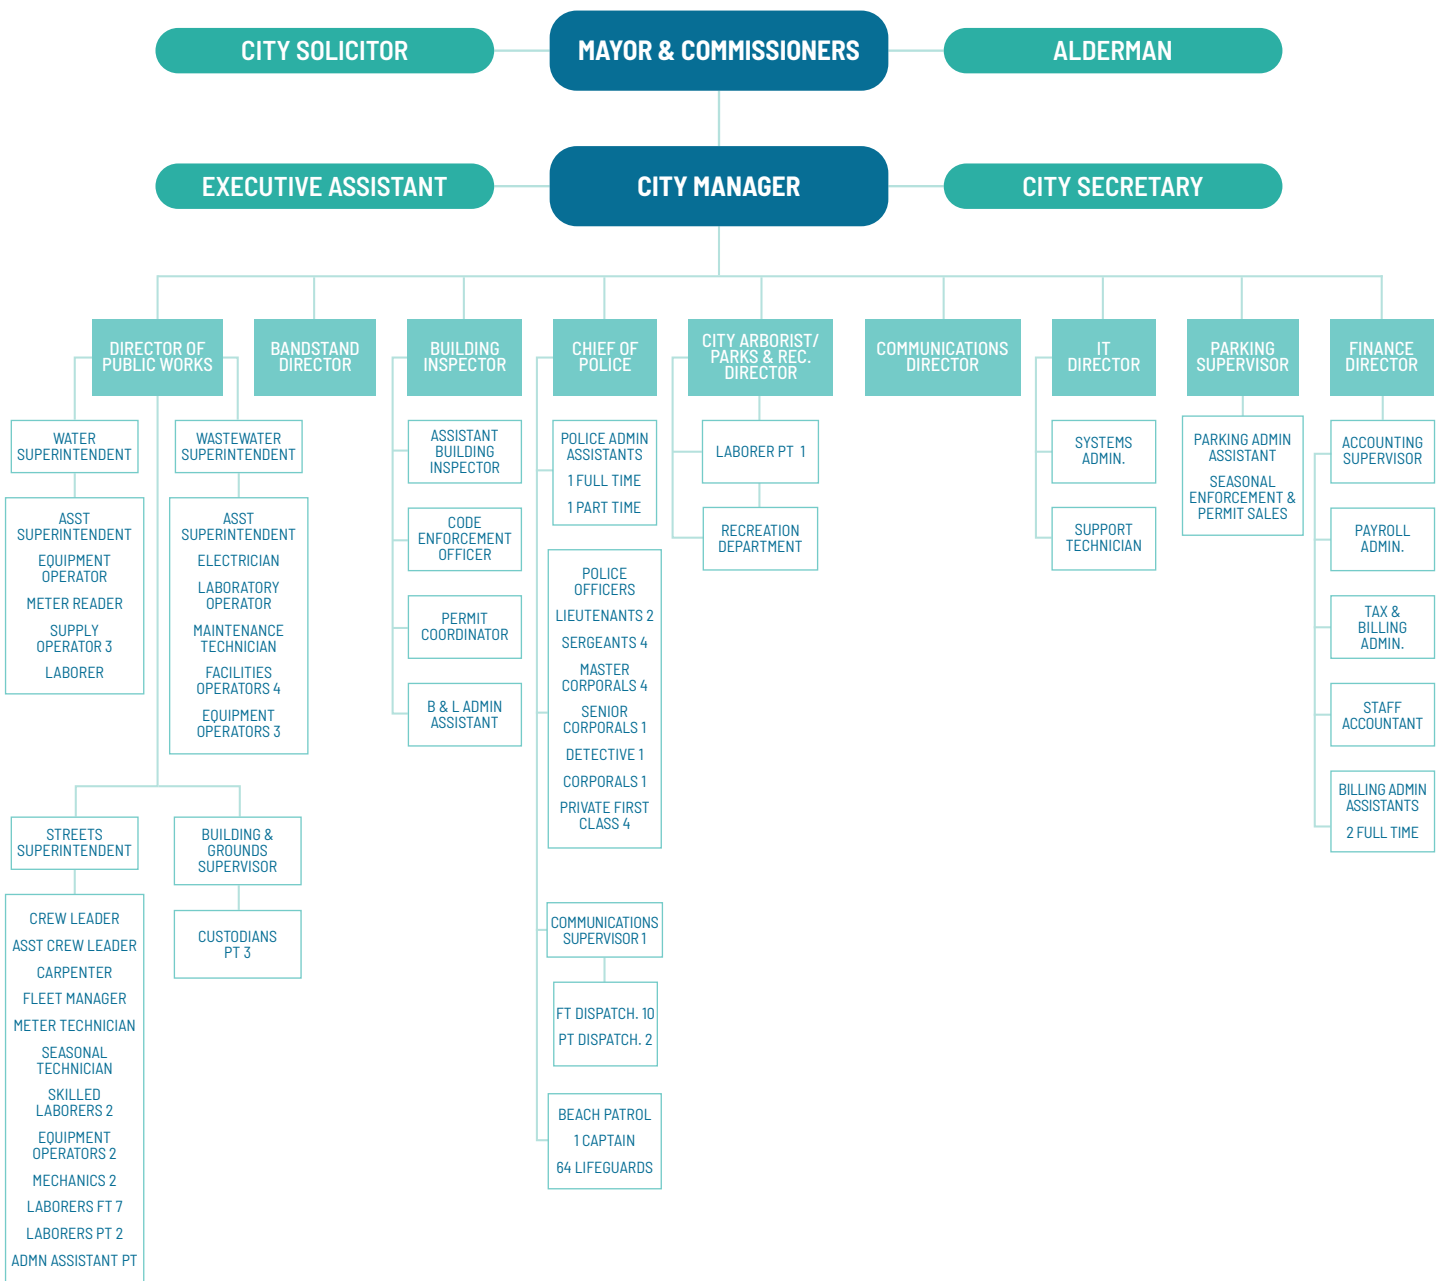 CITY SOLICITOR
MAYOR & COMMISSIONERS
ALDERMAN
EXECUTIVE ASSISTANT
CITY MANAGER
CITY SECRETARY
DIRECTOR OF
PUBLIC WORKS
BANDSTAND
DIRECTOR
BUILDING
INSPECTOR
CHIEF OF
POLICE
CITY ARBORIST/
PARKS & REC.
DIRECTOR
COMMUNICATIONS
DIRECTOR
IT
DIRECTOR
PARKING
SUPERVISOR
FINANCE
DIRECTOR
WATER
SUPERINTENDENT
ASST
SUPERINTENDENT
EQUIPMENT
OPERATOR
METER READER
SUPPLY
OPERATOR 3
LABORER
WASTEWATER
SUPERINTENDENT
ASST
SUPERINTENDENT
ELECTRICIAN
LABORATORY
OPERATOR
MAINTENANCE
TECHNICIAN
FACILITIES
OPERATORS 4
EQUIPMENT
OPERATORS 3
STREETS
SUPERINTENDENT
CREW LEADER
ASST CREW LEADER
CARPENTER
FLEET MANAGER
METER TECHNICIAN
SEASONAL
TECHNICIAN
SKILLED
LABORERS 2
EQUIPMENT
OPERATORS 2
MECHANICS 2
LABORERS FT 7
LABORERS PT 2
ADMN ASSISTANT PT
BUILDING &
GROUNDS
SUPERVISOR
CUSTODIANS
PT 3
ASSISTANT
BUILDING
INSPECTOR
CODE
ENFORCEMENT
OFFICER
PERMIT
COORDINATOR
B & L ADMIN
ASSISTANT
POLICE ADMIN
ASSISTANTS
1 FULL TIME
1 PART TIME
POLICE
OFFICERS
LIEUTENANTS 2
SERGEANTS 4
MASTER
CORPORALS 4
SENIOR
CORPORALS 1
DETECTIVE 1
CORPORALS 1
PRIVATE FIRST
CLASS 4
COMMUNICATIONS
SUPERVISOR 1
FT DISPATCH. 10
PT DISPATCH. 2
BEACH PATROL
1 CAPTAIN
64 LIFEGUARDS
LABORER PT 1
RECREATION
DEPARTMENT
SYSTEMS
ADMIN.
SUPPORT
TECHNICIAN
PARKING ADMIN
ASSISTANT
SEASONAL
ENFORCEMENT &
PERMIT SALES
ACCOUNTING
SUPERVISOR
PAYROLL
ADMIN.
TAX &
BILLING
ADMIN.
STAFF
ACCOUNTANT
BILLING ADMIN
ASSISTANTS
2 FULL TIME